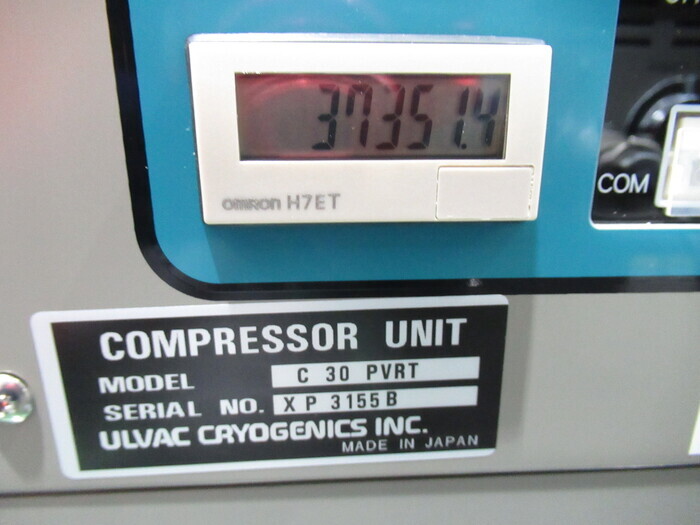 37351.4
OMRON H7ET
COM
COMPRESSOR UNIT
MODEL C 30 PVRT
SERIAL NO. XP 3155B
ULVAC CRYOGENICS INC.
MADE IN JAPAN